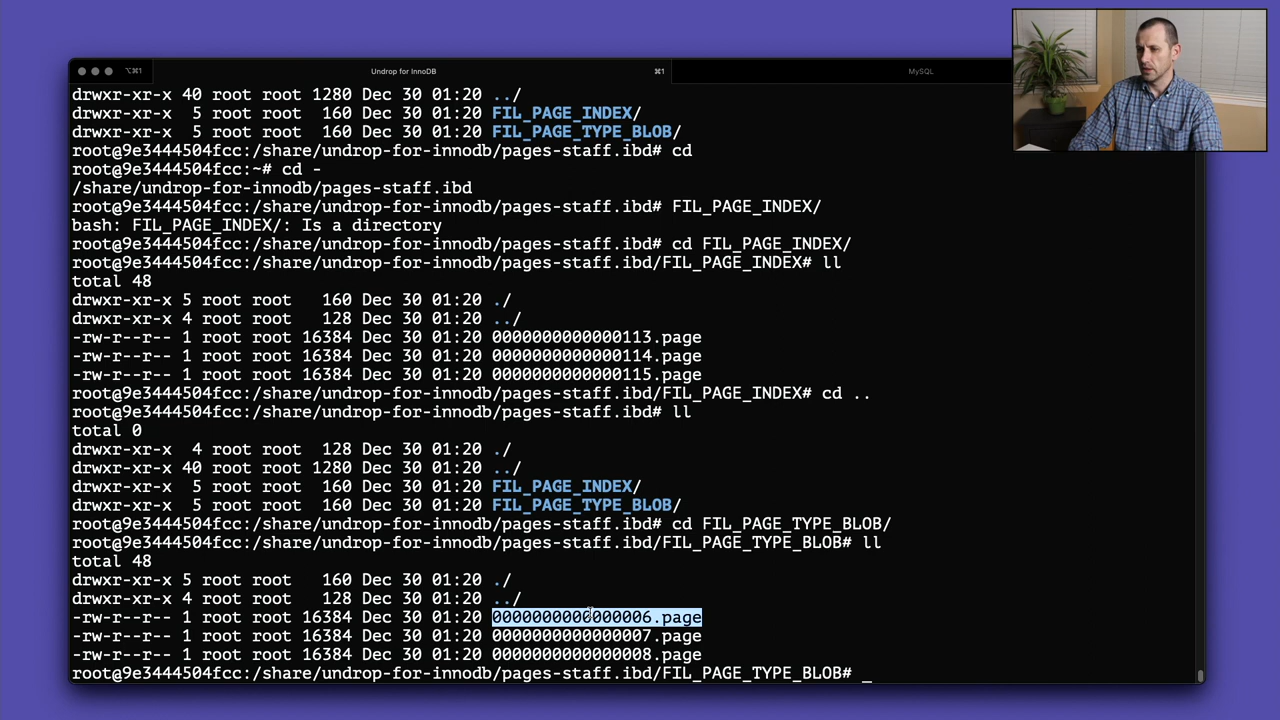 ⌥⌘1 Undrop for InnoDB ⌘1 MySQL
drwxr-xr-x 40 root root 1280 Dec 30 01:20 ../
drwxr-xr-x  5 root root   160 Dec 30 01:20 FIL_PAGE_INDEX/
drwxr-xr-x  5 root root   160 Dec 30 01:20 FIL_PAGE_TYPE_BLOB/
root@9e3444504fcc:/share/undrop-for-innodb/pages-staff.ibd# cd
root@9e3444504fcc:~# cd -
/share/undrop-for-innodb/pages-staff.ibd
root@9e3444504fcc:/share/undrop-for-innodb/pages-staff.ibd# FIL_PAGE_INDEX/
bash: FIL_PAGE_INDEX/: Is a directory
root@9e3444504fcc:/share/undrop-for-innodb/pages-staff.ibd# cd FIL_PAGE_INDEX/
root@9e3444504fcc:/share/undrop-for-innodb/pages-staff.ibd/FIL_PAGE_INDEX# ll
total 48
drwxr-xr-x 5 root root   160 Dec 30 01:20 ./
drwxr-xr-x 4 root root   128 Dec 30 01:20 ../
-rw-r--r-- 1 root root 16384 Dec 30 01:20 0000000000000113.page
-rw-r--r-- 1 root root 16384 Dec 30 01:20 0000000000000114.page
-rw-r--r-- 1 root root 16384 Dec 30 01:20 0000000000000115.page
root@9e3444504fcc:/share/undrop-for-innodb/pages-staff.ibd/FIL_PAGE_INDEX# cd ..
root@9e3444504fcc:/share/undrop-for-innodb/pages-staff.ibd# ll
total 0
drwxr-xr-x  4 root root  128 Dec 30 01:20 ./
drwxr-xr-x 40 root root 1280 Dec 30 01:20 ../
drwxr-xr-x  5 root root  160 Dec 30 01:20 FIL_PAGE_INDEX/
drwxr-xr-x  5 root root  160 Dec 30 01:20 FIL_PAGE_TYPE_BLOB/
root@9e3444504fcc:/share/undrop-for-innodb/pages-staff.ibd# cd FIL_PAGE_TYPE_BLOB/
root@9e3444504fcc:/share/undrop-for-innodb/pages-staff.ibd/FIL_PAGE_TYPE_BLOB# ll
total 48
drwxr-xr-x 5 root root   160 Dec 30 01:20 ./
drwxr-xr-x 4 root root   128 Dec 30 01:20 ../
-rw-r--r-- 1 root root 16384 Dec 30 01:20 0000000000000006.page
-rw-r--r-- 1 root root 16384 Dec 30 01:20 0000000000000007.page
-rw-r--r-- 1 root root 16384 Dec 30 01:20 0000000000000008.page
root@9e3444504fcc:/share/undrop-for-innodb/pages-staff.ibd/FIL_PAGE_TYPE_BLOB# _